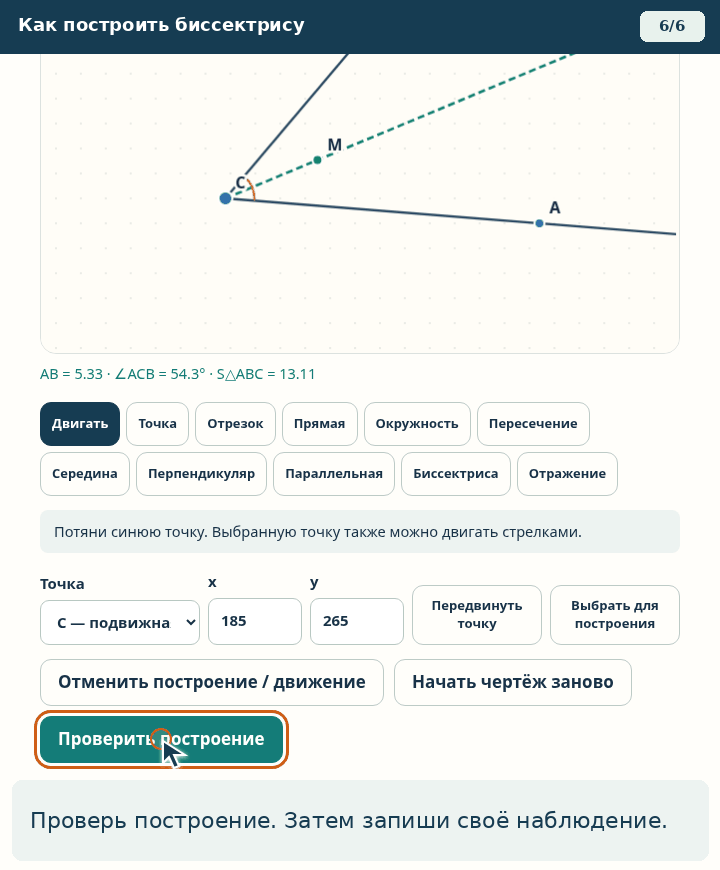 Как построить биссектрису
6/6
M
C
A
AB = 5.33 · ∠ACB = 54.3° · S△ABC = 13.11
Двигать Точка Отрезок Прямая Окружность Пересечение
Середина Перпендикуляр Параллельная Биссектриса Отражение
Потяни синюю точку. Выбранную точку также можно двигать стрелками.
Точка x y
C — подвижна 185 265
Передвинуть точку
Выбрать для построения
Отменить построение / движение Начать чертёж заново
Проверить построение
Проверь построение. Затем запиши своё наблюдение.